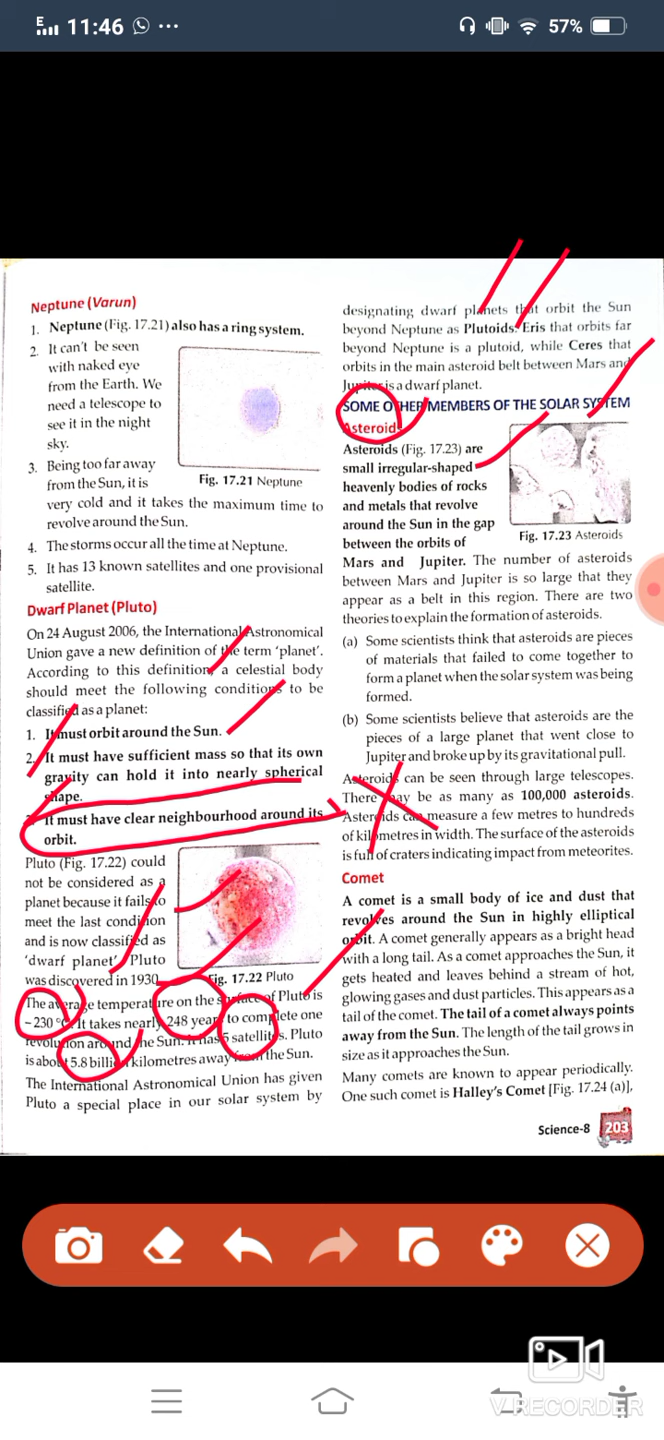 E 11:46 ... 57%
Neptune (Varun)
1. Neptune (Fig. 17.21) also has a ring system.
2. It can't be seen
with naked eye
from the Earth. We
need a telescope to
see it in the night
sky.
3. Being too far away
from the Sun, it is
Fig. 17.21 Neptune
very cold and it takes the maximum time to
revolve around the Sun.
4. The storms occur all the time at Neptune.
5. It has 13 known satellites and one provisional
satellite.
Dwarf Planet (Pluto)
On 24 August 2006, the International Astronomical
Union gave a new definition of the term 'planet'.
According to this definition, a celestial body
should meet the following conditions to be
classified as a planet:
1. It must orbit around the Sun.
2. It must have sufficient mass so that its own
gravity can hold it into nearly spherical
shape.
It must have clear neighbourhood around its
orbit.
Pluto (Fig. 17.22) could
not be considered as a
planet because it fails to
meet the last condition
and is now classified as
'dwarf planet'. Pluto
was discovered in 1930.
Fig. 17.22 Pluto
The average temperature on the surface of Pluto is
~ 230 °C. It takes nearly 248 years to complete one
revolution around the Sun. It has 5 satellites. Pluto
is about 5.8 billion kilometres away from the Sun.
The International Astronomical Union has given
Pluto a special place in our solar system by
designating dwarf planets that orbit the Sun
beyond Neptune as Plutoids. Eris that orbits far
beyond Neptune is a plutoid, while Ceres that
orbits in the main asteroid belt between Mars and
Jupiter is a dwarf planet.
SOME OTHER MEMBERS OF THE SOLAR SYSTEM
Asteroids
Asteroids (Fig. 17.23) are
small irregular-shaped
heavenly bodies of rocks
and metals that revolve
around the Sun in the gap
between the orbits of
Fig. 17.23 Asteroids
Mars and Jupiter. The number of asteroids
between Mars and Jupiter is so large that they
appear as a belt in this region. There are two
theories to explain the formation of asteroids.
(a) Some scientists think that asteroids are pieces
of materials that failed to come together to
form a planet when the solar system was being
formed.
(b) Some scientists believe that asteroids are the
pieces of a large planet that went close to
Jupiter and broke up by its gravitational pull.
Asteroids can be seen through large telescopes.
There may be as many as 100,000 asteroids.
Asteroids can measure a few metres to hundreds
of kilometres in width. The surface of the asteroids
is full of craters indicating impact from meteorites.
Comet
A comet is a small body of ice and dust that
revolves around the Sun in highly elliptical
orbit. A comet generally appears as a bright head
with a long tail. As a comet approaches the Sun, it
gets heated and leaves behind a stream of hot,
glowing gases and dust particles. This appears as a
tail of the comet. The tail of a comet always points
away from the Sun. The length of the tail grows in
size as it approaches the Sun.
Many comets are known to appear periodically.
One such comet is Halley's Comet [Fig. 17.24 (a)],
Science-8 203
V RECORDER